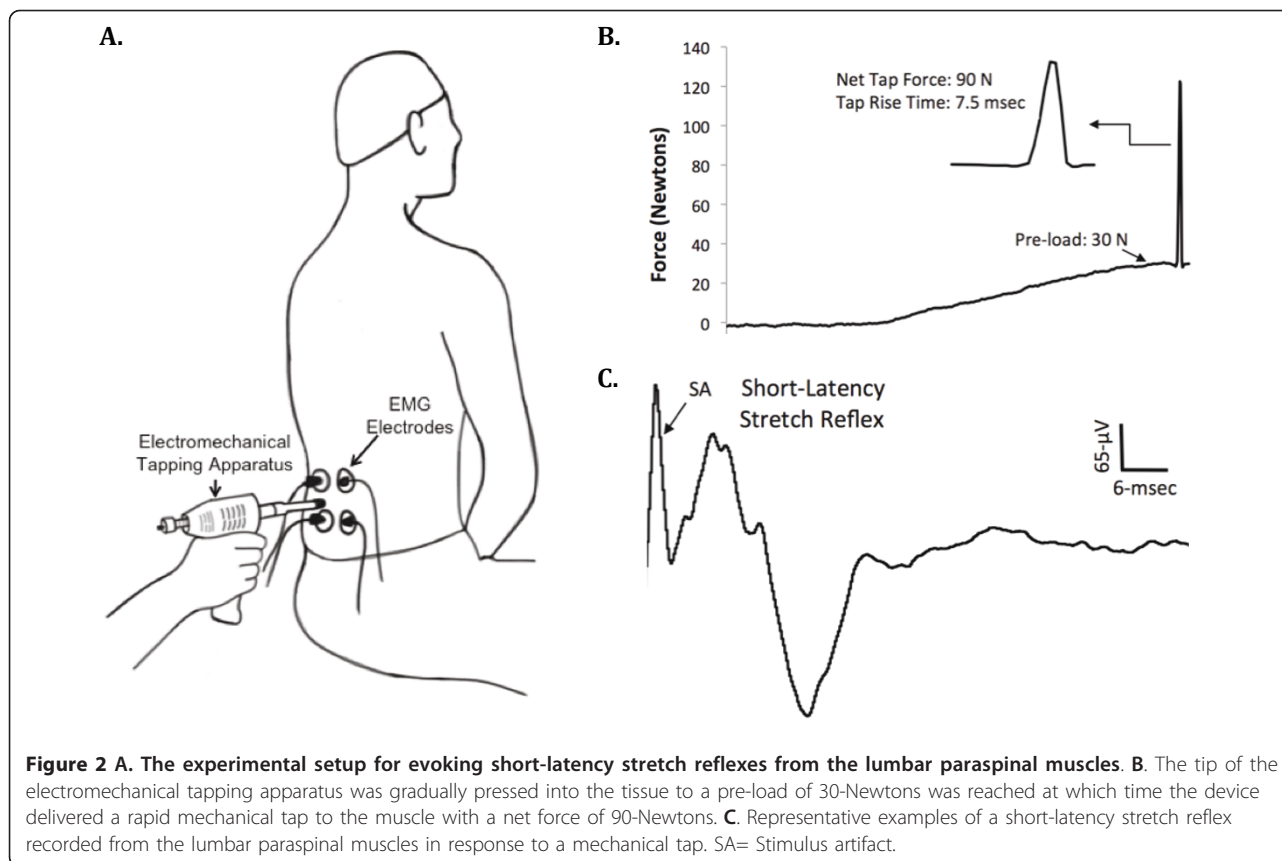 A.
EMG
Electrodes
Electromechanical
Tapping Apparatus
B.
140
120
100
80
60
40
20
0
Force (Newtons)
Net Tap Force: 90 N
Tap Rise Time: 7.5 msec
Pre-load: 30 N
C.
SA
Short-Latency
Stretch Reflex
65-μV
6-msec
Figure 2 A. The experimental setup for evoking short-latency stretch reflexes from the lumbar paraspinal muscles. B. The tip of the
electromechanical tapping apparatus was gradually pressed into the tissue to a pre-load of 30-Newtons was reached at which time the device
delivered a rapid mechanical tap to the muscle with a net force of 90-Newtons. C. Representative examples of a short-latency stretch reflex
recorded from the lumbar paraspinal muscles in response to a mechanical tap. SA= Stimulus artifact.